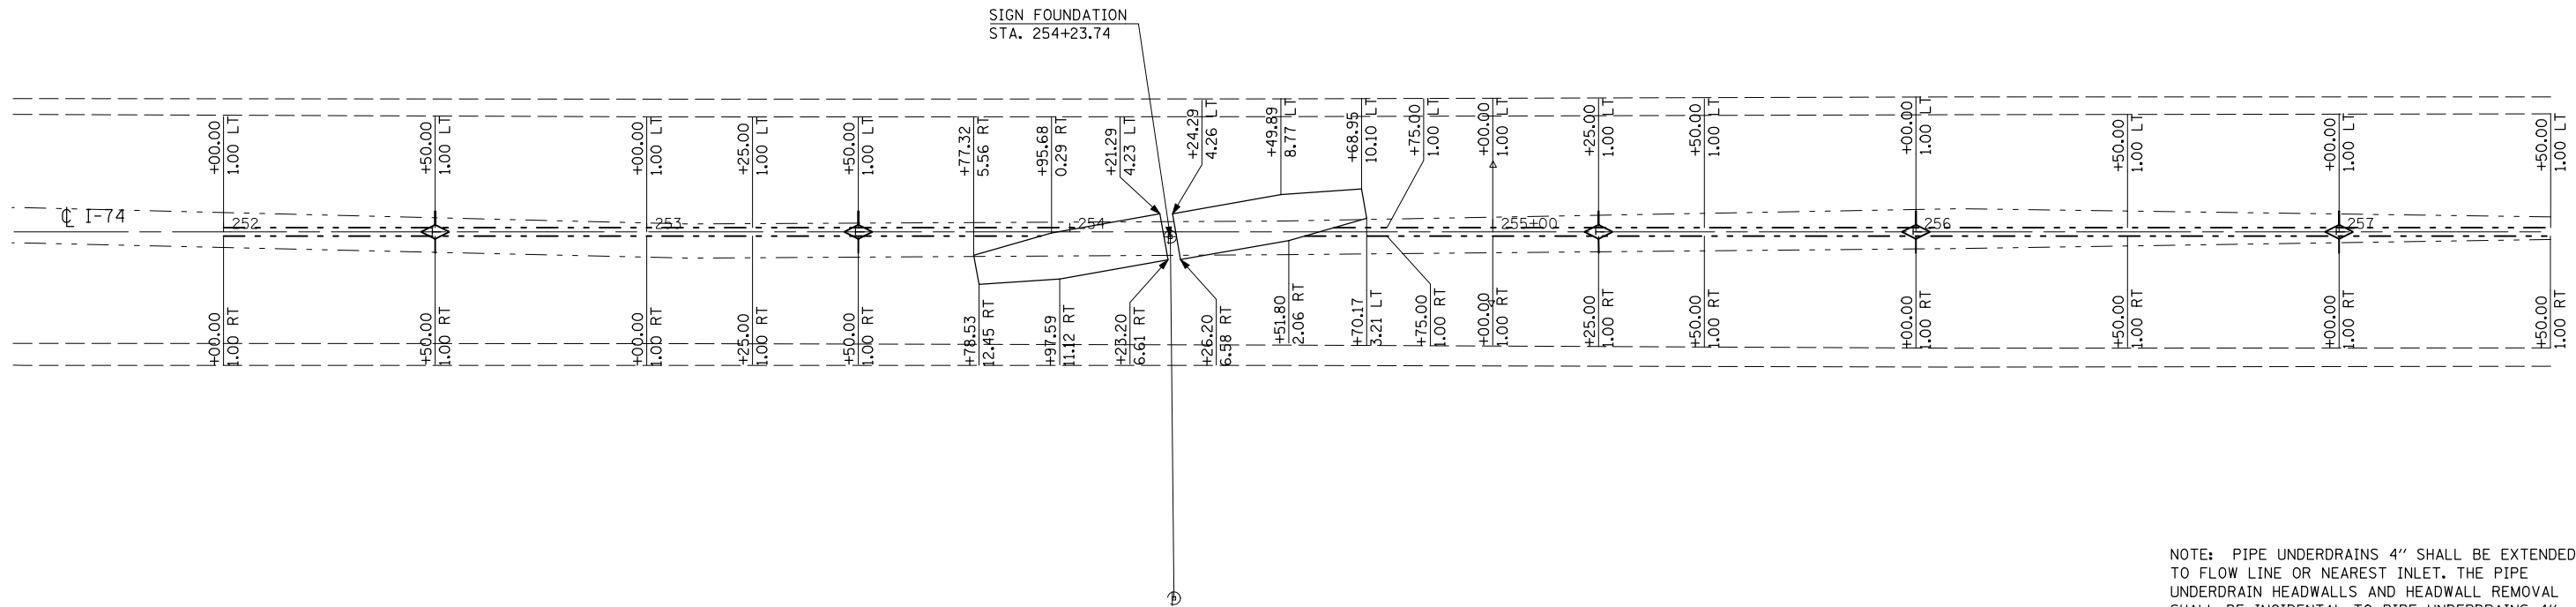 SIGN FOUNDATION
STA. 254+23.74
+00.00
1.00 LT
+50.00
1.00 LT
+00.00
1.00 LT
+25.00
1.00 LT
+50.00
1.00 LT
+77.32
5.56 RT
+95.68
0.29 RT
+21.29
4.23 LT
+24.29
4.26 LT
+49.89
8.77 LT
+68.95
10.10 LT
+75.00
1.00 LT
+00.00
1.00 LT
+25.00
1.00 LT
+50.00
1.00 LT
+00.00
1.00 LT
+50.00
1.00 LT
+00.00
1.00 LT
+50.00
1.00 LT
℄ I-74
252
253
254
255+00
256
257
+00.00
1.00 RT
+50.00
1.00 RT
+00.00
1.00 RT
+25.00
1.00 RT
+50.00
1.00 RT
+78.53
12.45 RT
+97.59
11.12 RT
+23.20
6.61 RT
+26.20
6.58 RT
+51.80
2.06 RT
+70.17
3.21 LT
+75.00
1.00 RT
+00.00
1.00 RT
+25.00
1.00 RT
+50.00
1.00 RT
+00.00
1.00 RT
+50.00
1.00 RT
+00.00
1.00 RT
+50.00
1.00 RT
NOTE: PIPE UNDERDRAINS 4" SHALL BE EXTENDED
TO FLOW LINE OR NEAREST INLET. THE PIPE
UNDERDRAIN HEADWALLS AND HEADWALL REMOVAL
SHALL BE INCIDENTAL TO PIPE UNDERDRAINS 4"